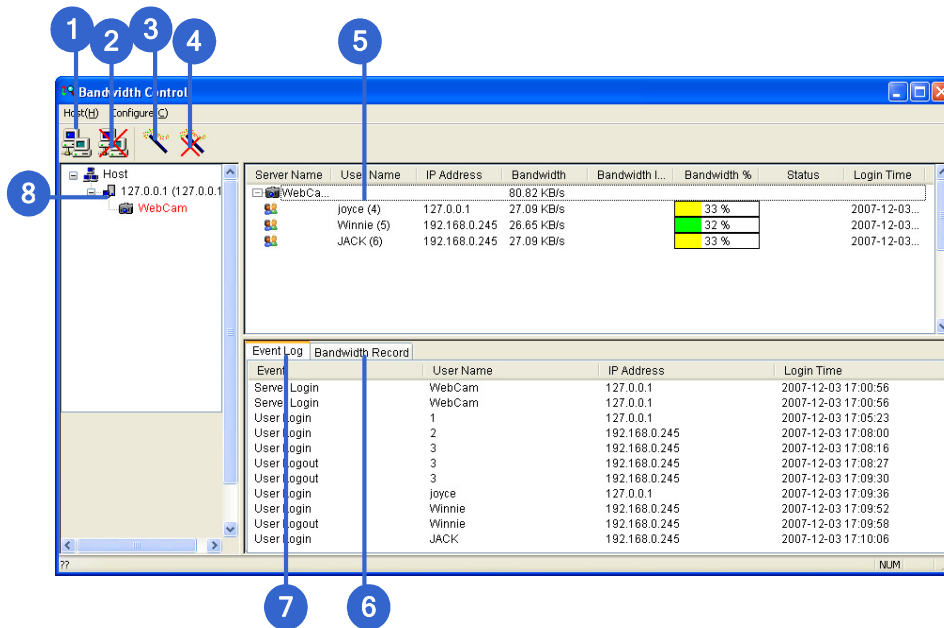 1
2
3
4
5
Bandwidth Control
Host(H) Configure(C)
8
Host
127.0.0.1 (127.0.0.1
WebCam
Server Name User Name IP Address Bandwidth Bandwidth l... Bandwidth % Status Login Time
WebCa... 80.82 KB/s
joyce (4) 127.0.0.1 27.09 KB/s 33 % 2007-12-03...
Winnie (5) 192.168.0.245 26.65 KB/s 32 % 2007-12-03...
JACK (6) 192.168.0.245 27.09 KB/s 33 % 2007-12-03...
Event Log Bandwidth Record
Event User Name IP Address Login Time
Server Login WebCam 127.0.0.1 2007-12-03 17:00:56
Server Login WebCam 127.0.0.1 2007-12-03 17:00:56
User Login 1 127.0.0.1 2007-12-03 17:05:23
User Login 2 192.168.0.245 2007-12-03 17:08:00
User Login 3 192.168.0.245 2007-12-03 17:08:16
User Logout 3 192.168.0.245 2007-12-03 17:08:27
User Logout 3 192.168.0.245 2007-12-03 17:09:30
User Login joyce 127.0.0.1 2007-12-03 17:09:36
User Login Winnie 192.168.0.245 2007-12-03 17:09:52
User Logout Winnie 192.168.0.245 2007-12-03 17:09:58
User Login JACK 192.168.0.245 2007-12-03 17:10:06
?? NUM
7
6